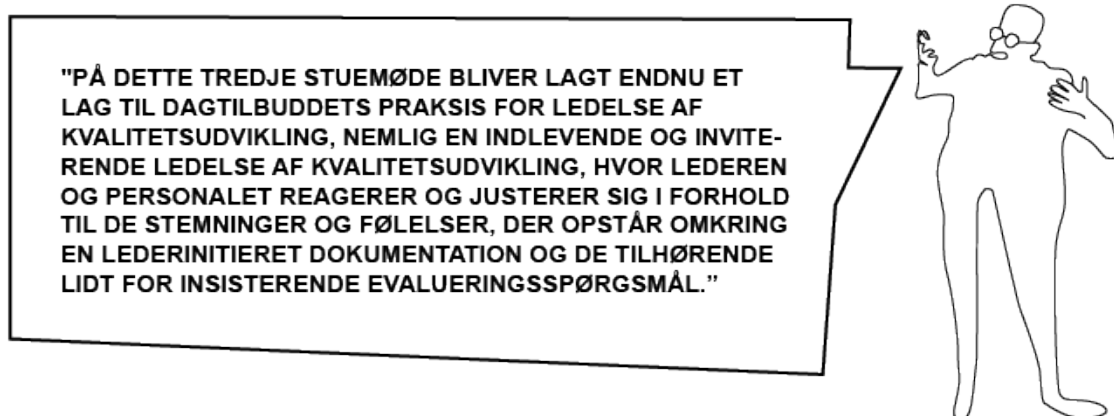 "PÅ DETTE TREDJE STUEMØDE BLIVER LAGT ENDNU ET
LAG TIL DAGTILBUDDETS PRAKSIS FOR LEDELSE AF
KVALITETSUDVIKLING, NEMLIG EN INDLEVENDE OG INVITE-
RENDE LEDELSE AF KVALITETSUDVIKLING, HVOR LEDEREN
OG PERSONALET REAGERER OG JUSTERER SIG I FORHOLD
TIL DE STEMNINGER OG FØLELSER, DER OPSTÅR OMKRING
EN LEDERINITIERET DOKUMENTATION OG DE TILHØRENDE
LIDT FOR INSISTERENDE EVALUERINGSSPØRGSMÅL.”